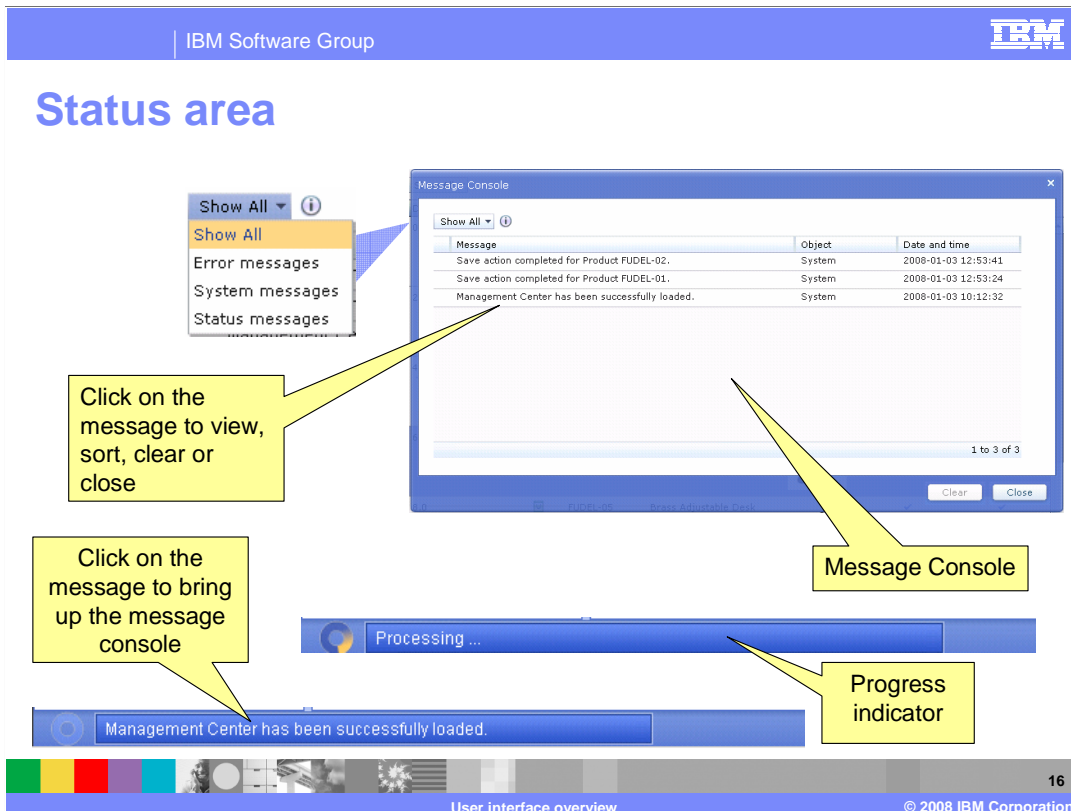 IBM Software Group
IBM
Status area
Show All
Show All
Error messages
System messages
Status messages
Message Console
Show All
Message Object Date and time
Save action completed for Product FUDEL-02. System 2008-01-03 12:53:41
Save action completed for Product FUDEL-01. System 2008-01-03 12:53:24
Management Center has been successfully loaded. System 2008-01-03 10:12:32
1 to 3 of 3
Clear Close
FUDEL-05 Brass Adjustable Desk
Click on the
message to view,
sort, clear or
close
Message Console
Click on the
message to bring
up the message
console
Processing ...
Progress
indicator
Management Center has been successfully loaded.
16
User interface overview
© 2008 IBM Corporation